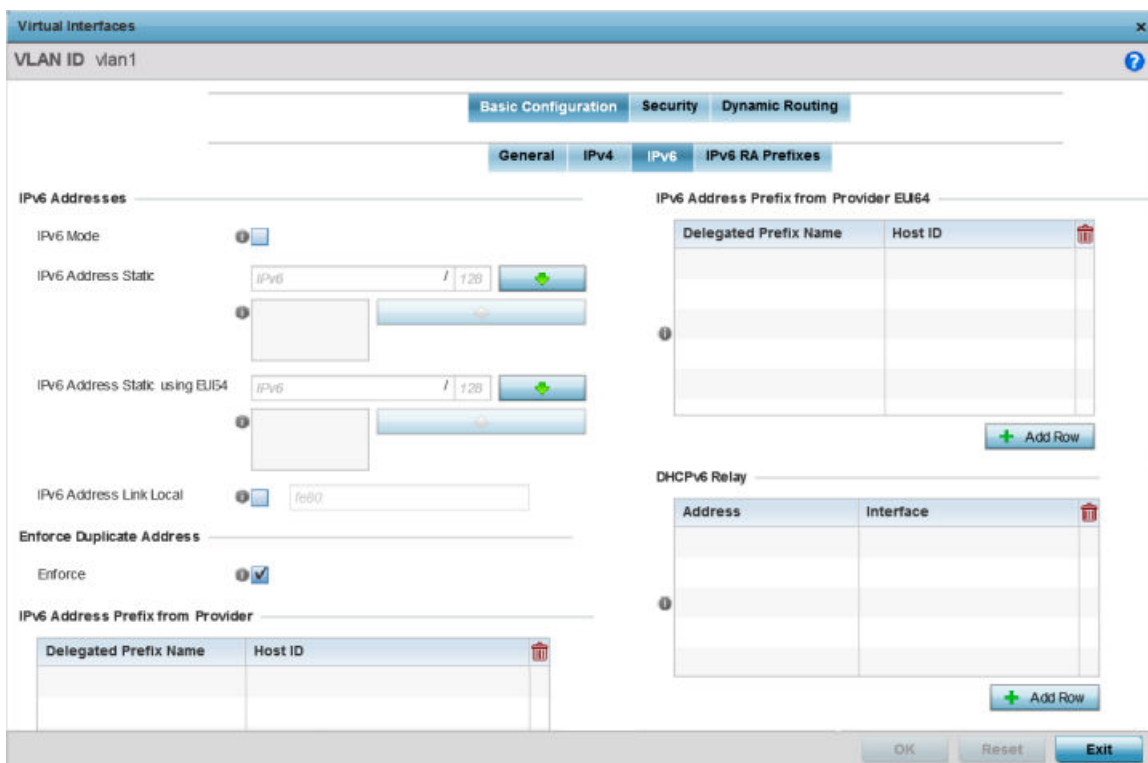 Virtual Interfaces
VLAN ID vlan1
Basic Configuration Security Dynamic Routing
General IPv4 IPv6 IPv6 RA Prefixes
IPv6 Addresses
IPv6 Mode
IPv6 Address Static
IPv6 / 128
IPv6 Address Static using EUI64
IPv6 / 128
IPv6 Address Link Local
fe80:
Enforce Duplicate Address
Enforce
IPv6 Address Prefix from Provider
Delegated Prefix Name Host ID
IPv6 Address Prefix from Provider EUI64
Delegated Prefix Name Host ID
Add Row
DHCPv6 Relay
Address Interface
Add Row
OK Reset Exit